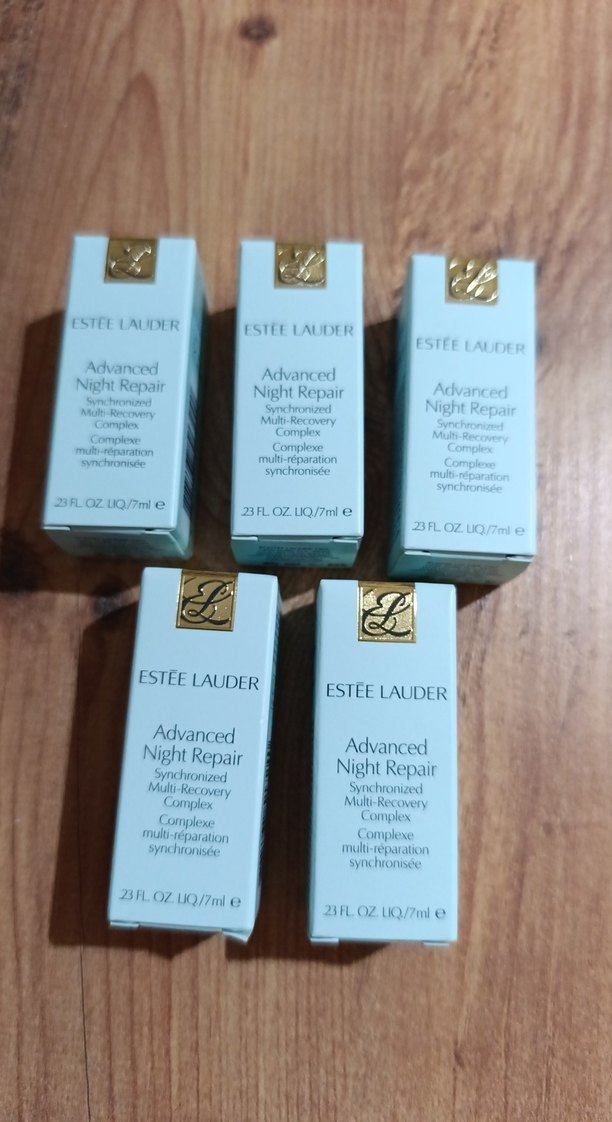 ESTĒE LAUDER
Advanced
Night Repair
Synchronized
Multi-Recovery
Complex
Complexe
multi-réparation
synchronisée
.23 FL. OZ. LIQ./7ml ℮
ESTĒE LAUDER
Advanced
Night Repair
Synchronized
Multi-Recovery
Complex
Complexe
multi-réparation
synchronisée
.23 FL. OZ. LIQ./7ml ℮
ESTĒE LAUDER
Advanced
Night Repair
Synchronized
Multi-Recovery
Complex
Complexe
multi-réparation
synchronisée
.23 FL. OZ. LIQ./7ml ℮
EL
ESTĒE LAUDER
Advanced
Night Repair
Synchronized
Multi-Recovery
Complex
Complexe
multi-réparation
synchronisée
.23 FL. OZ. LIQ./7ml ℮
EL
ESTĒE LAUDER
Advanced
Night Repair
Synchronized
Multi-Recovery
Complex
Complexe
multi-réparation
synchronisée
.23 FL. OZ. LIQ./7ml ℮